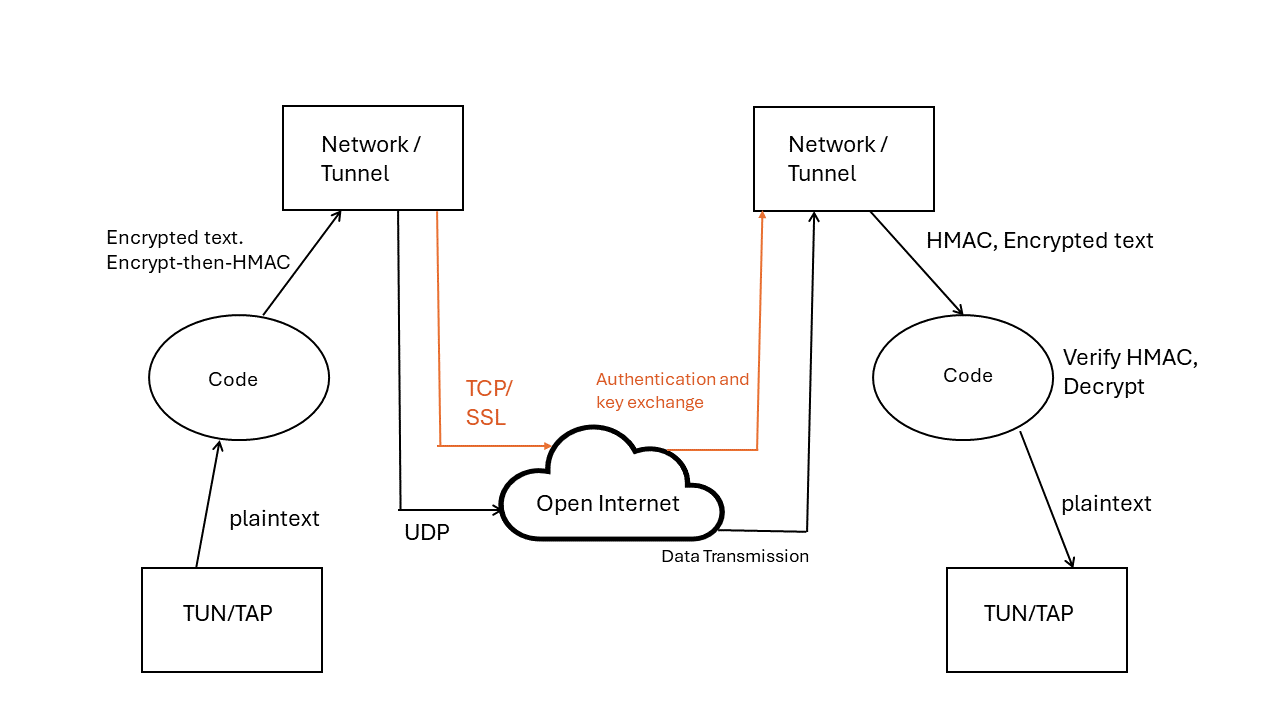 Network /
Tunnel
Network /
Tunnel
Encrypted text.
Encrypt-then-HMAC
HMAC, Encrypted text
Code
Code
Verify HMAC,
Decrypt
TCP/
SSL
Authentication and
key exchange
Open Internet
plaintext
plaintext
UDP
Data Transmission
TUN/TAP
TUN/TAP